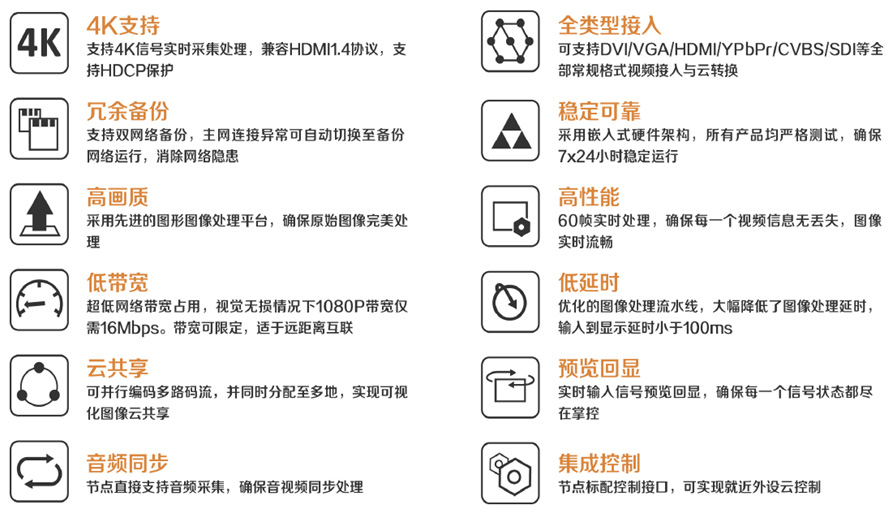 4K
4K支持
支持4K信号实时采集处理，兼容HDMI1.4协议，支
持HDCP保护
冗余备份
支持双网络备份，主网连接异常可自动切换至备份
网络运行，消除网络隐患
高画质
采用先进的图形图像处理平台，确保原始图像完美处
理
低带宽
超低网络带宽占用，视觉无损情况下1080P带宽仅
需16Mbps。带宽可限定，适于远距离互联
云共享
可并行编码多路码流，并同时分配至多地，实现可视
化图像云共享
音频同步
节点直接支持音频采集，确保音视频同步处理
全类型接入
可支持DVI/VGA/HDMI/YPbPr/CVBS/SDI等全
部常规格式视频接入与云转换
稳定可靠
采用嵌入式硬件架构，所有产品均严格测试，确保
7x24小时稳定运行
高性能
60帧实时处理，确保每一个视频信息无丢失，图像
实时流畅
低延时
优化的图像处理流水线，大幅降低了图像处理延时，
输入到显示延时小于100ms
预览回显
实时输入信号预览回显，确保每一个信号状态都尽
在掌控
集成控制
节点标配控制接口，可实现就近外设云控制